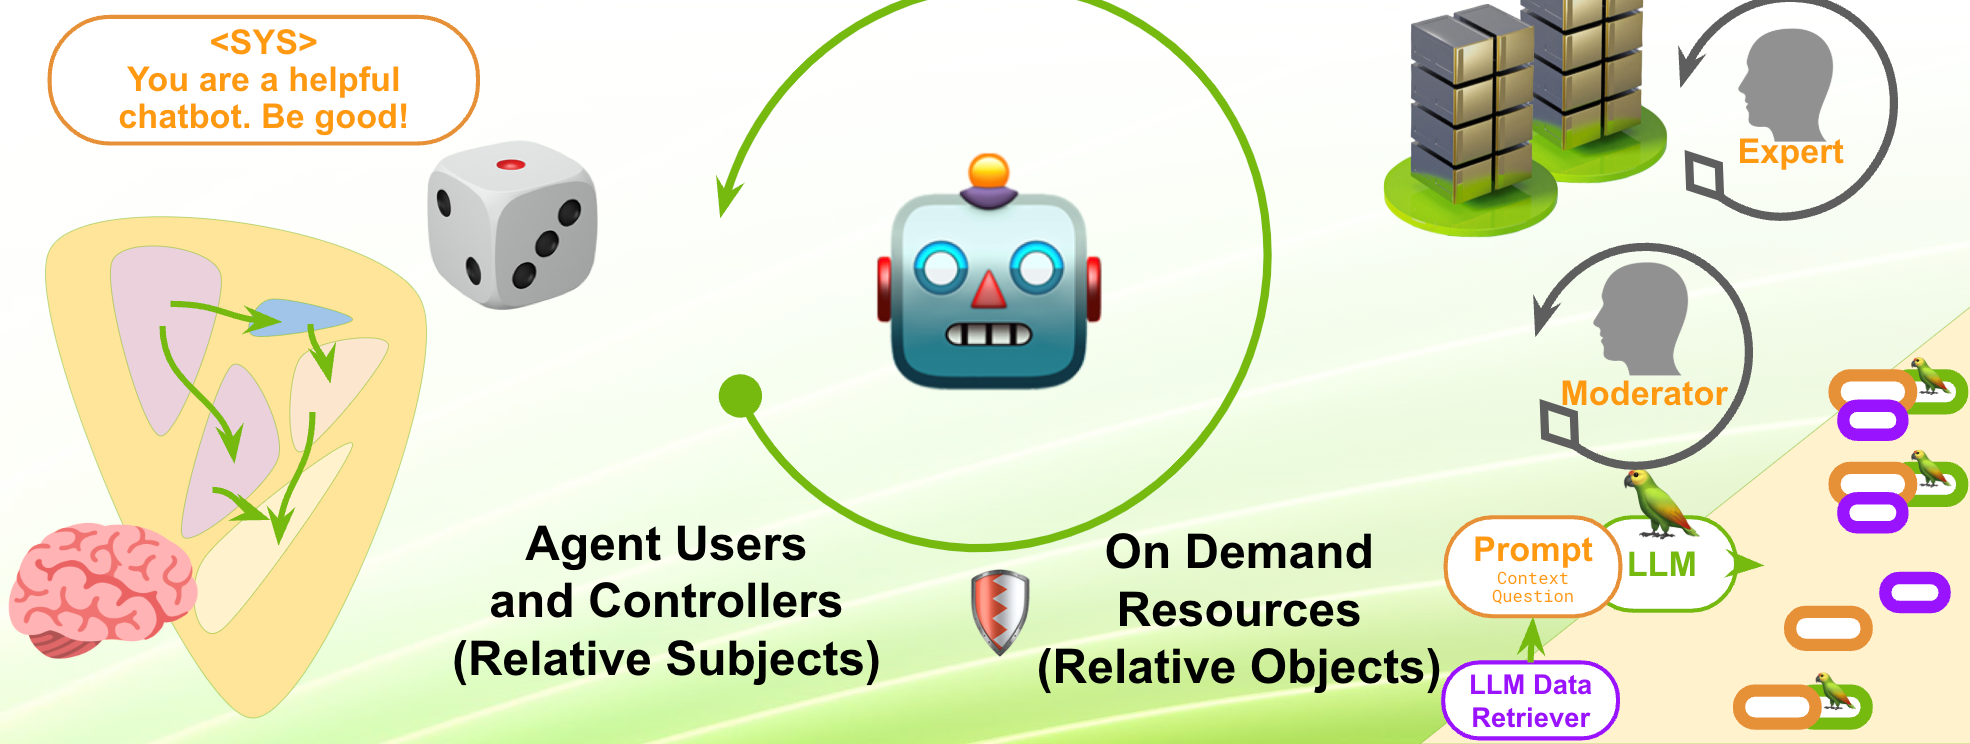 <SYS>
You are a helpful
chatbot. Be good!
Expert
Moderator
Agent Users
and Controllers
(Relative Subjects)
On Demand
Resources
(Relative Objects)
Prompt
Context
Question
LLM
LLM Data
Retriever